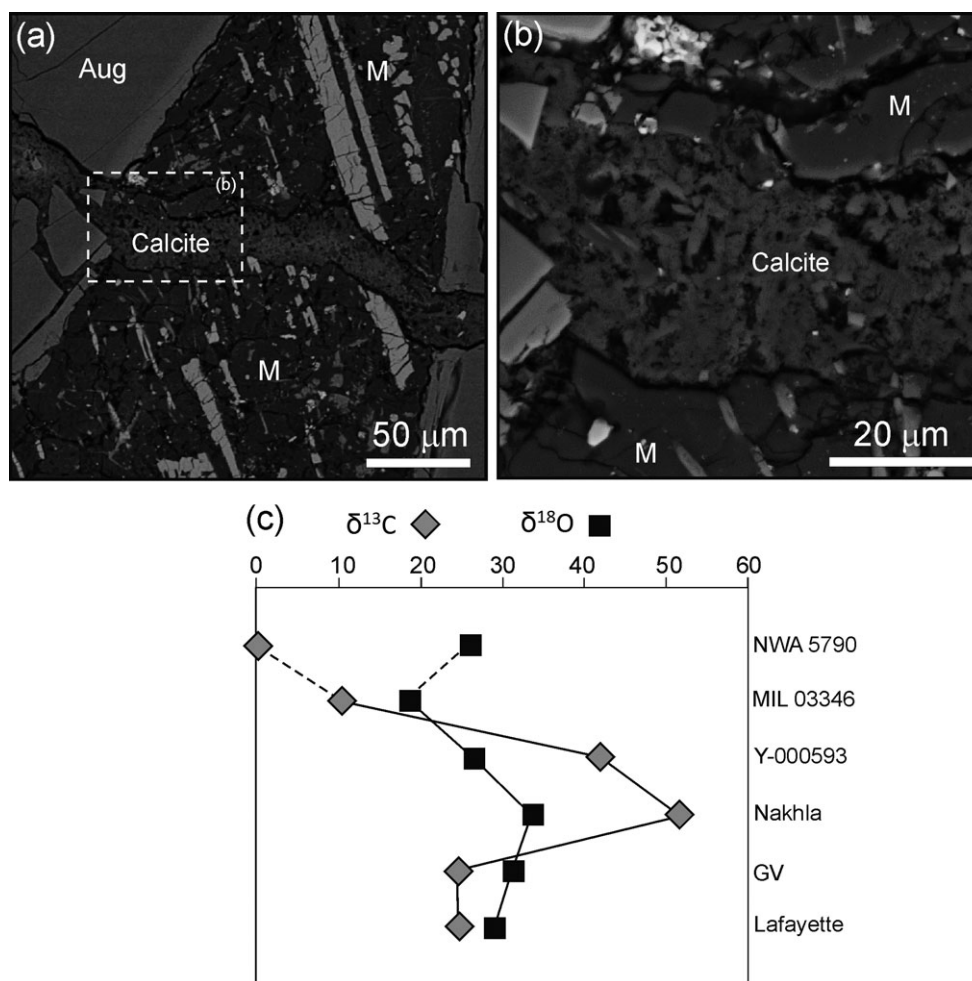 (a)
Aug
M
(b)
Calcite
M
50 μm
(b)
M
Calcite
M
20 μm
(c)
δ¹³C δ¹⁸O
0 10 20 30 40 50 60
NWA 5790
MIL 03346
Y-000593
Nakhla
GV
Lafayette